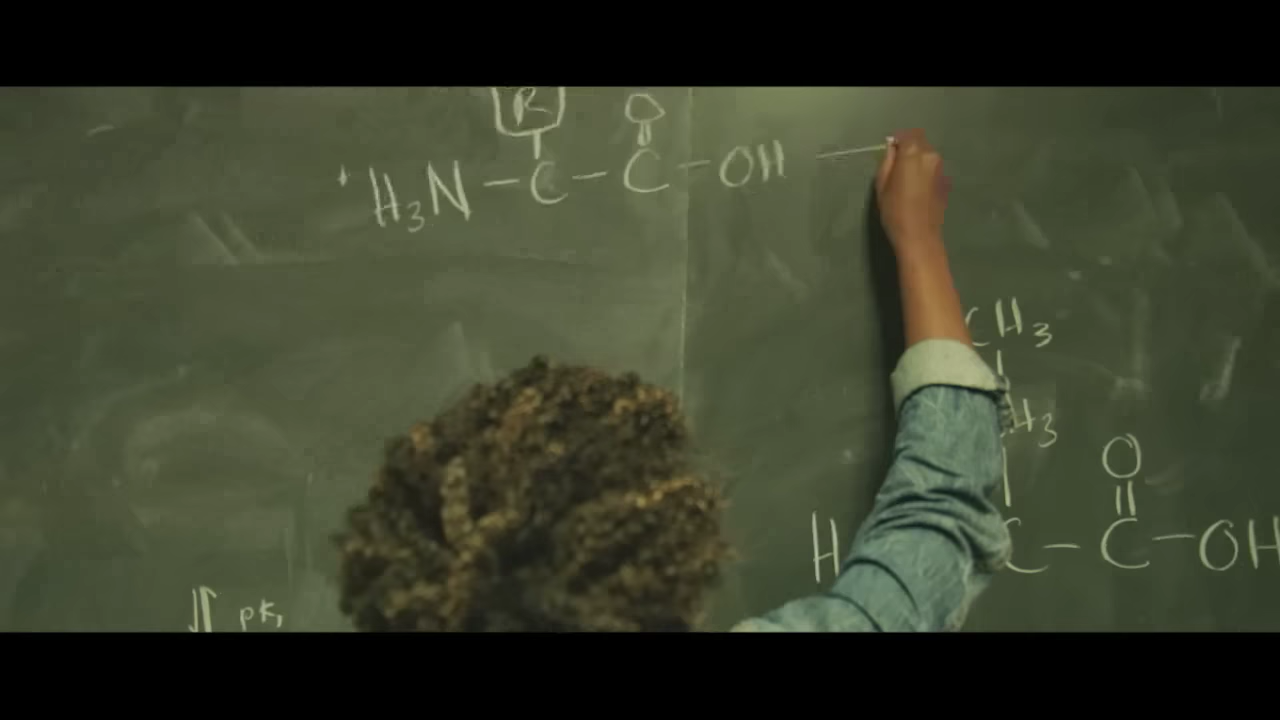 R O
+H3N - C - C - OH
CH3
H3
O
H C - C - OH
pK1